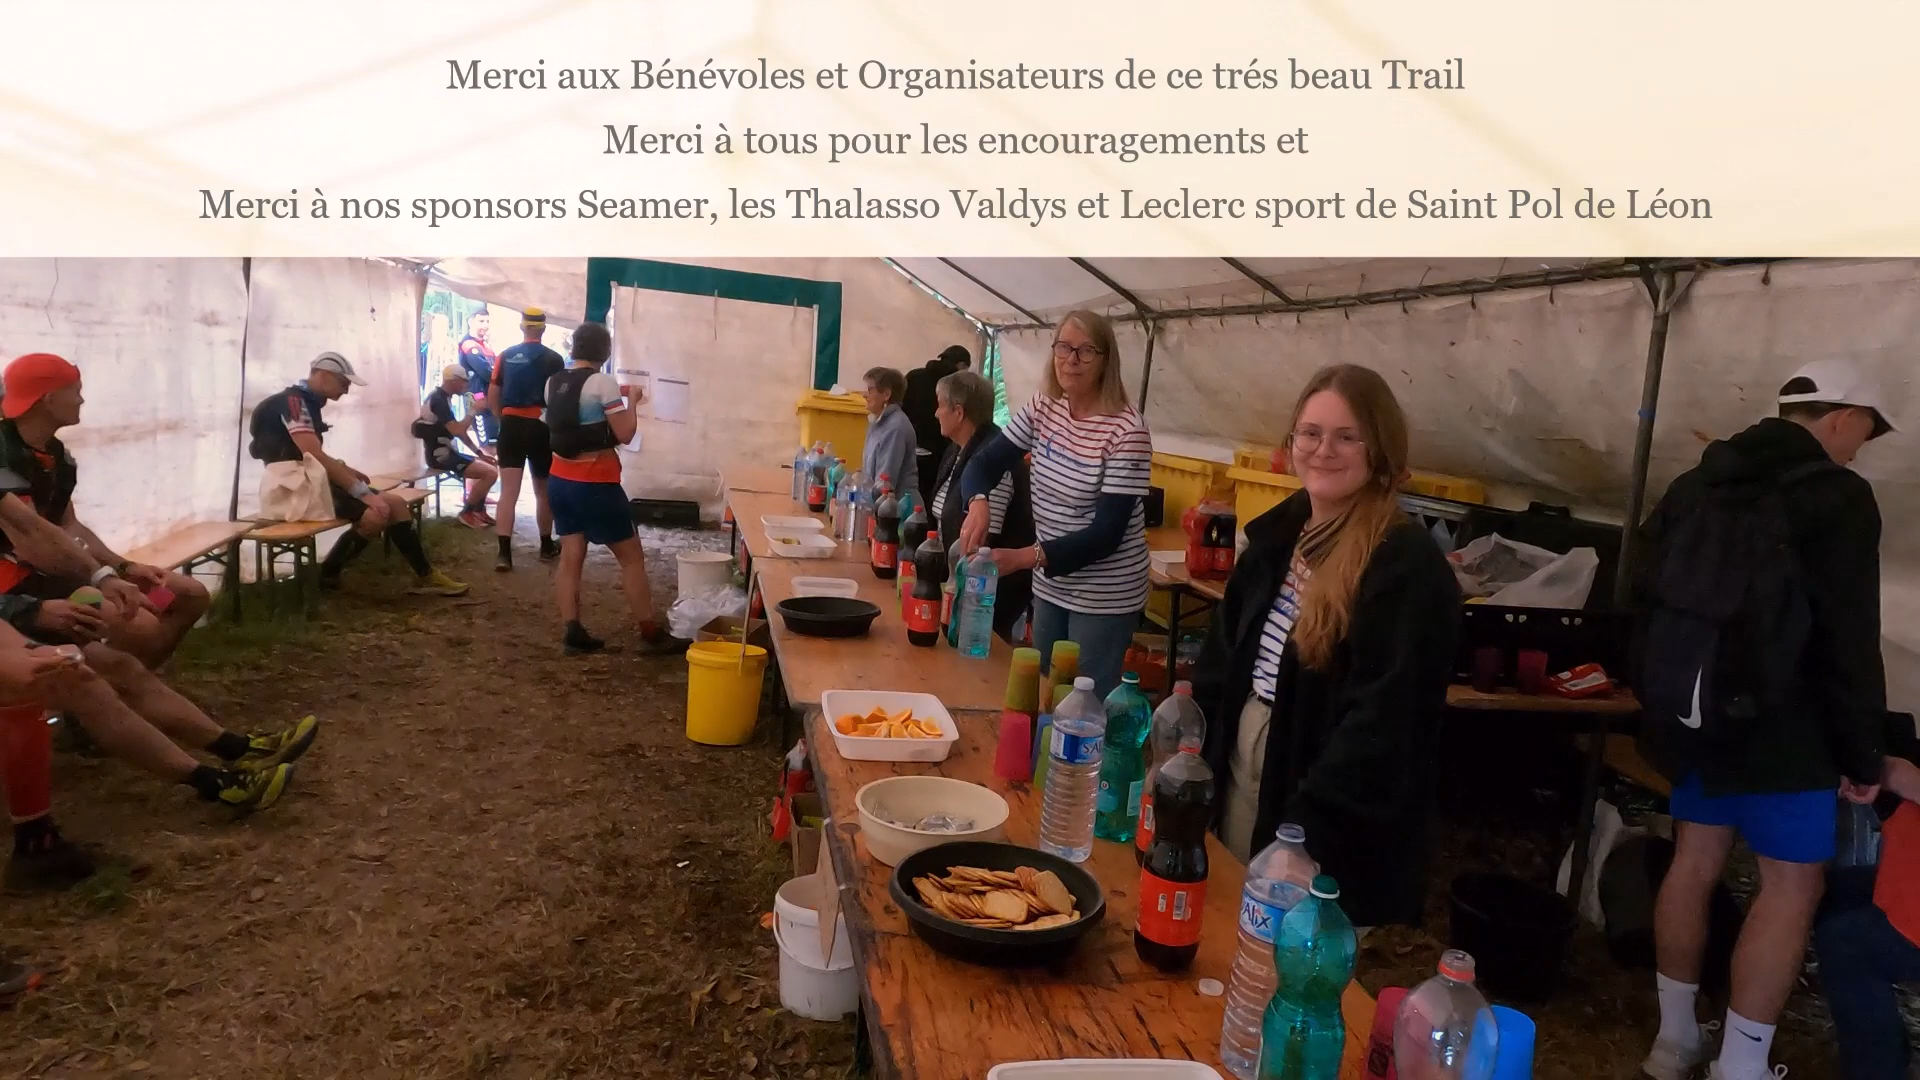 Merci aux Bénévoles et Organisateurs de ce trés beau Trail
Merci à tous pour les encouragements et
Merci à nos sponsors Seamer, les Thalasso Valdys et Leclerc sport de Saint Pol de Léon